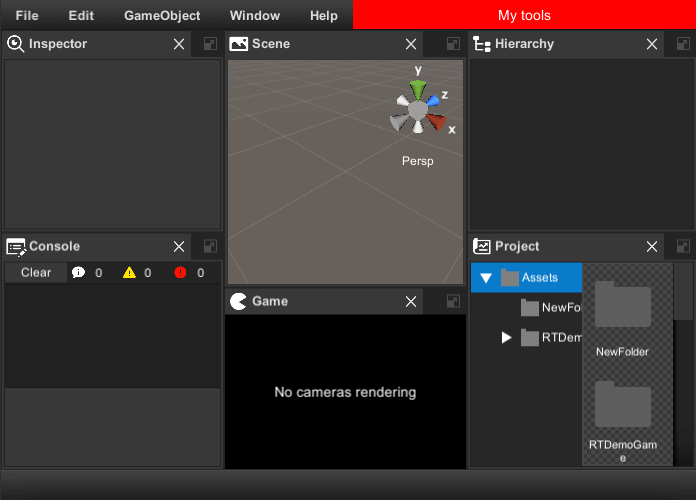 File Edit GameObject Window Help My tools
Inspector
Scene
Hierarchy
y
z
x
Persp
Console
Clear 0 0 0
Game
No cameras rendering
Project
Assets
NewFo
RTDem
NewFolder
RTDemoGam
e